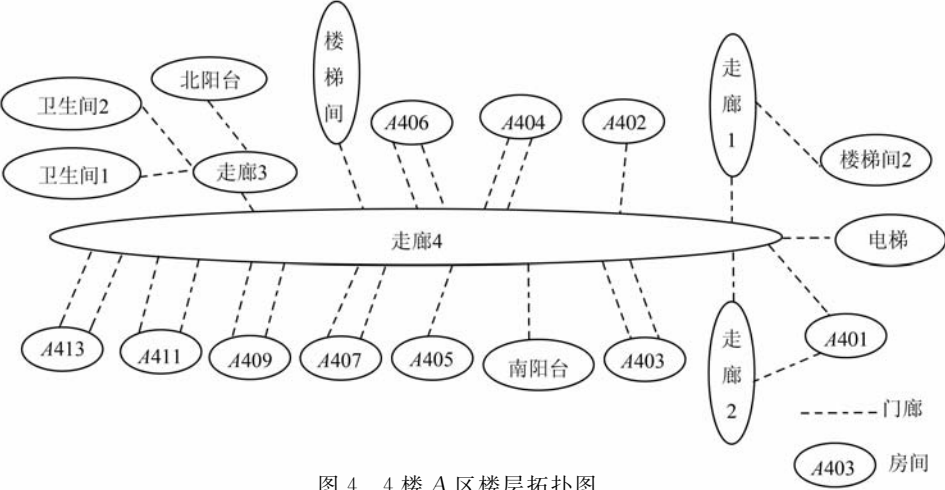 楼梯间
北阳台
卫生间2
A406
A404
A402
走廊1
楼梯间2
卫生间1
走廊3
走廊4
电梯
A413
A411
A409
A407
A405
南阳台
A403
走廊2
A401
门廊
A403 房间
图 4 4 楼 A 区楼层拓扑图